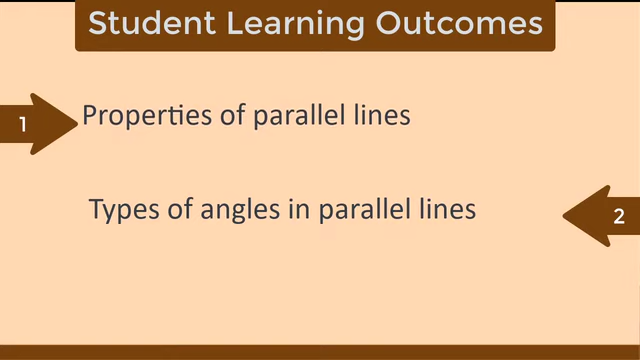 Student Learning Outcomes
1 Properties of parallel lines
Types of angles in parallel lines 2